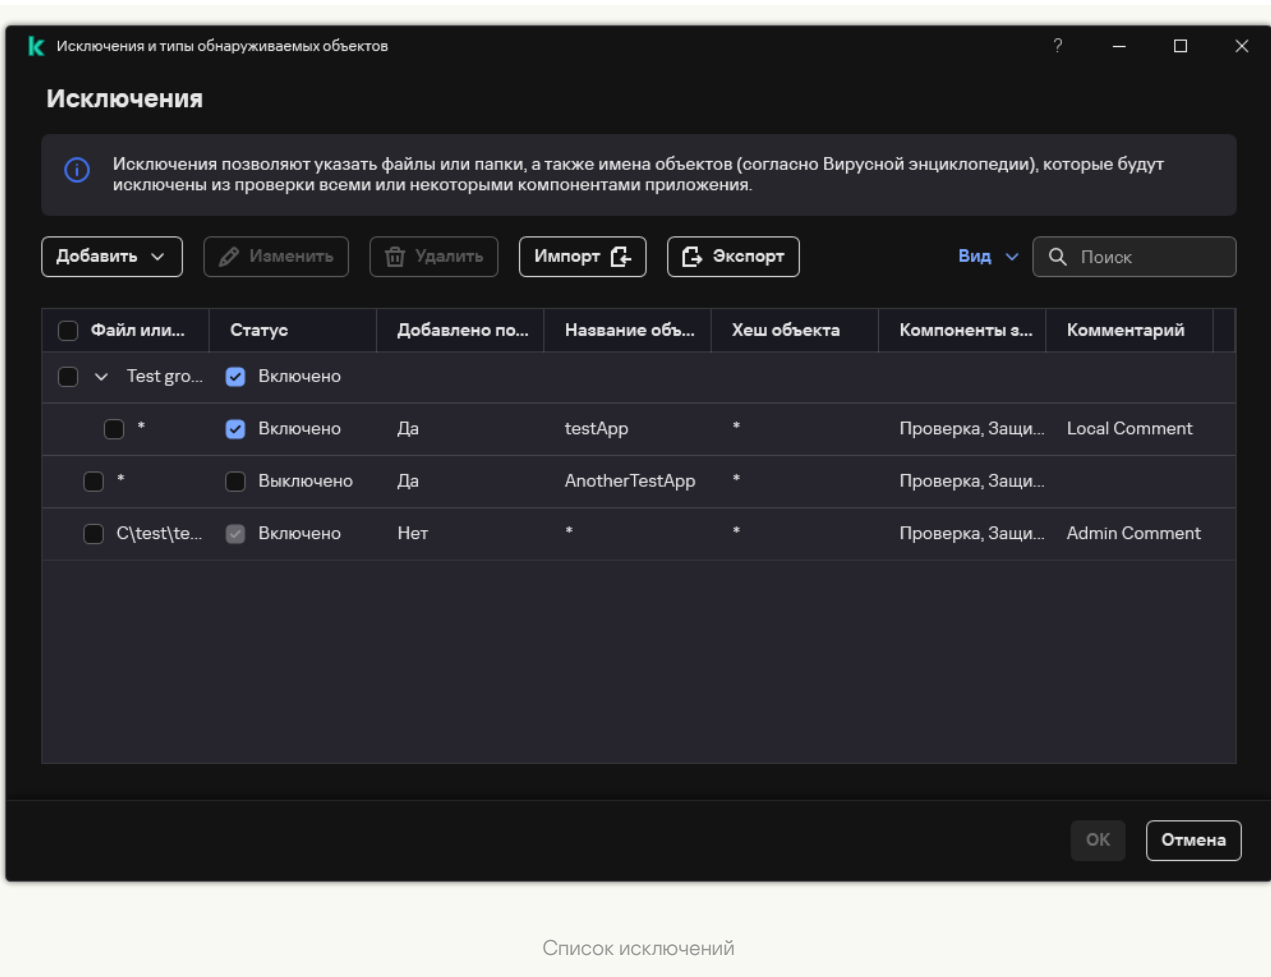 Исключения и типы обнаруживаемых объектов
?
Исключения
Исключения позволяют указать файлы или папки, а также имена объектов (согласно Вирусной энциклопедии), которые будут
исключены из проверки всеми или некоторыми компонентами приложения.
Добавить Изменить Удалить Импорт Экспорт Вид Поиск
Файл или... Статус Добавлено по... Название объ... Хеш объекта Компоненты з... Комментарий
Test gro... Включено
* Включено Да testApp * Проверка, Защи... Local Comment
* Выключено Да AnotherTestApp * Проверка, Защи...
C\test\te... Включено Нет * * Проверка, Защи... Admin Comment
ОК Отмена
Список исключений